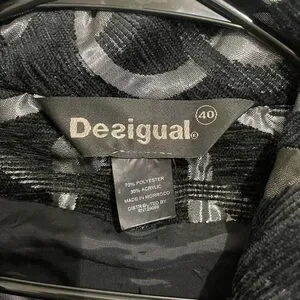 40
Desigual.
70% POLYESTER
30% ACRYLIC
MADE IN MOROCCO
DISTRIBUTED BY: